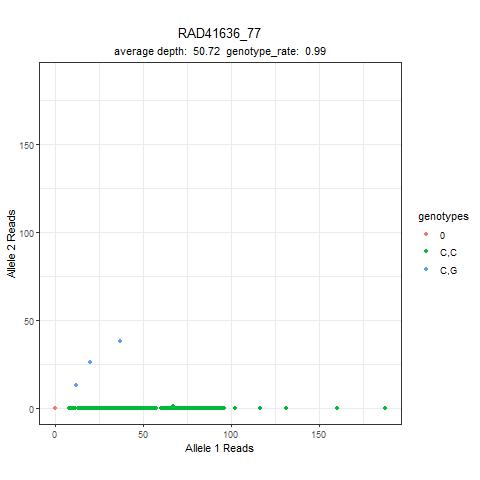 RAD41636_77
average depth:  50.72  genotype_rate:  0.99
Allele 2 Reads
150
100
50
0
0 50 100 150
Allele 1 Reads
genotypes
0
C,C
C,G